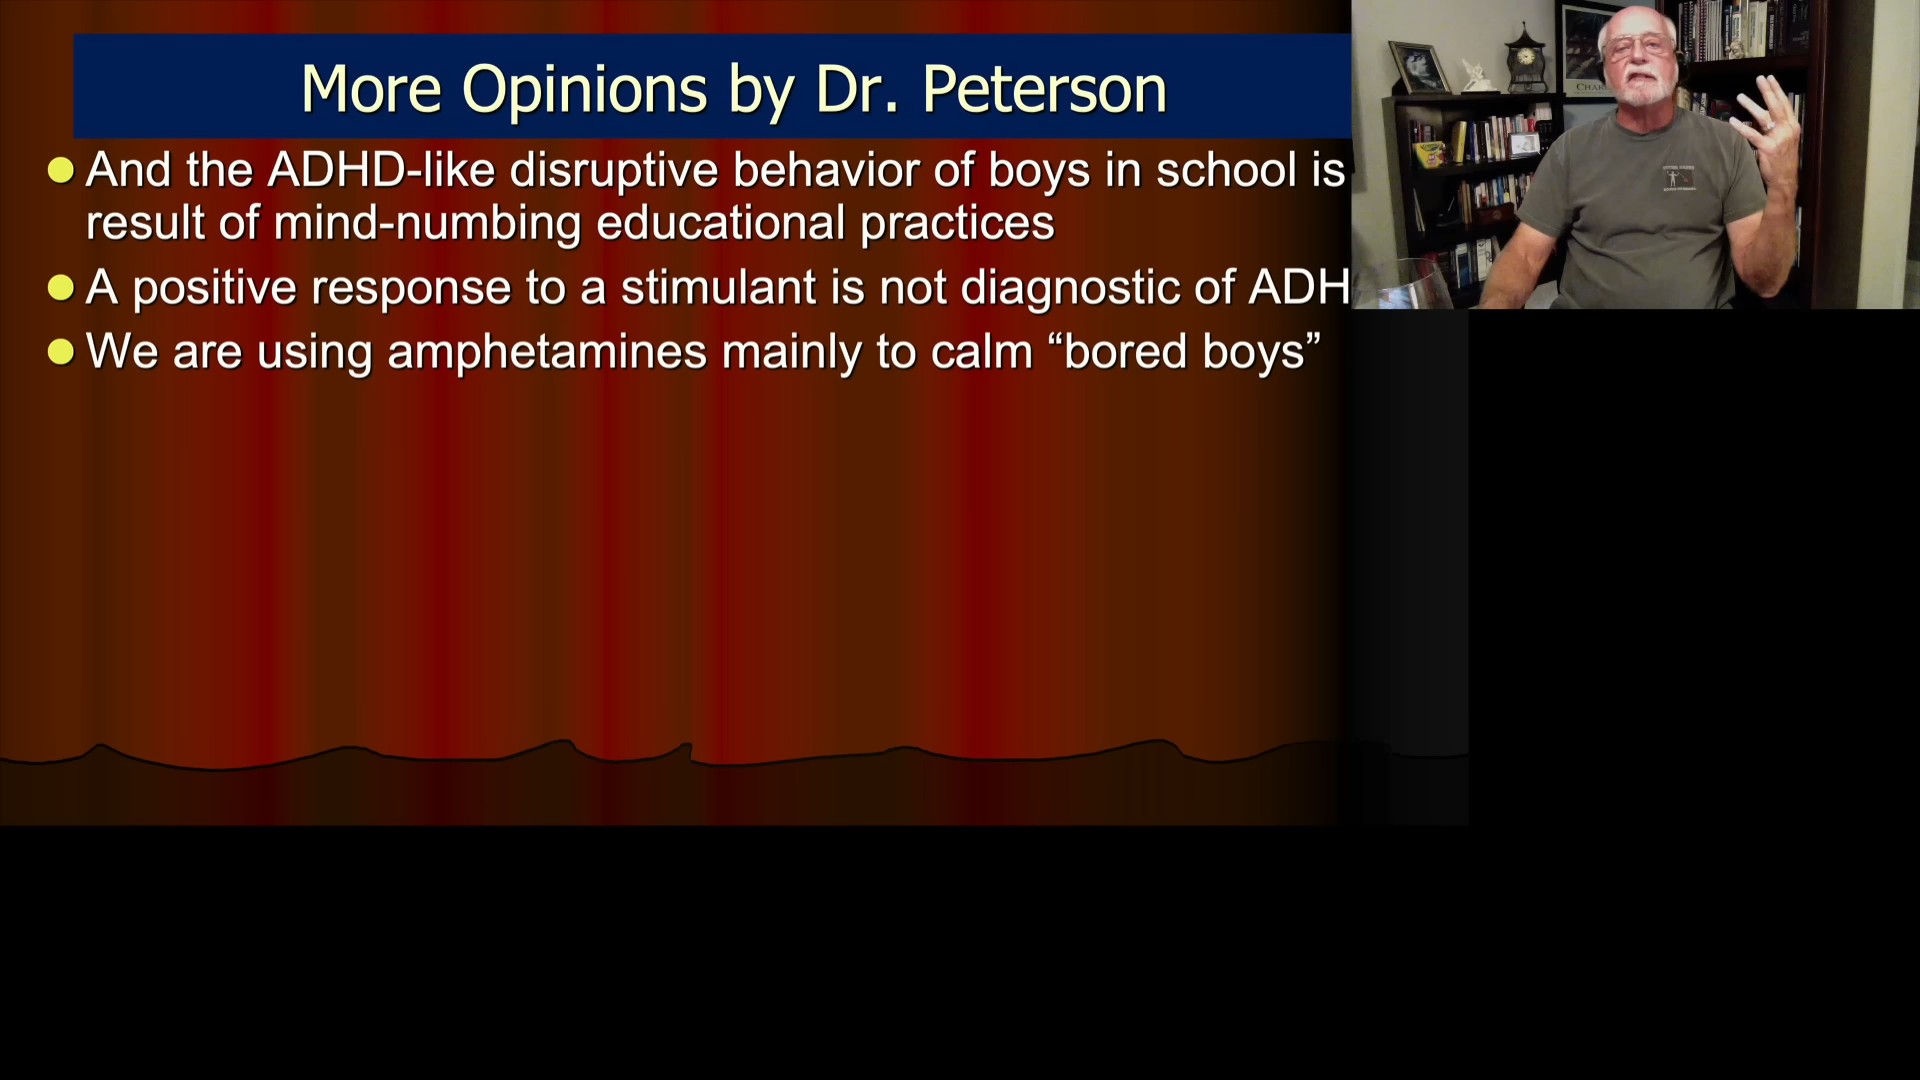 More Opinions by Dr. Peterson
And the ADHD-like disruptive behavior of boys in school is
result of mind-numbing educational practices
A positive response to a stimulant is not diagnostic of ADH
We are using amphetamines mainly to calm “bored boys”